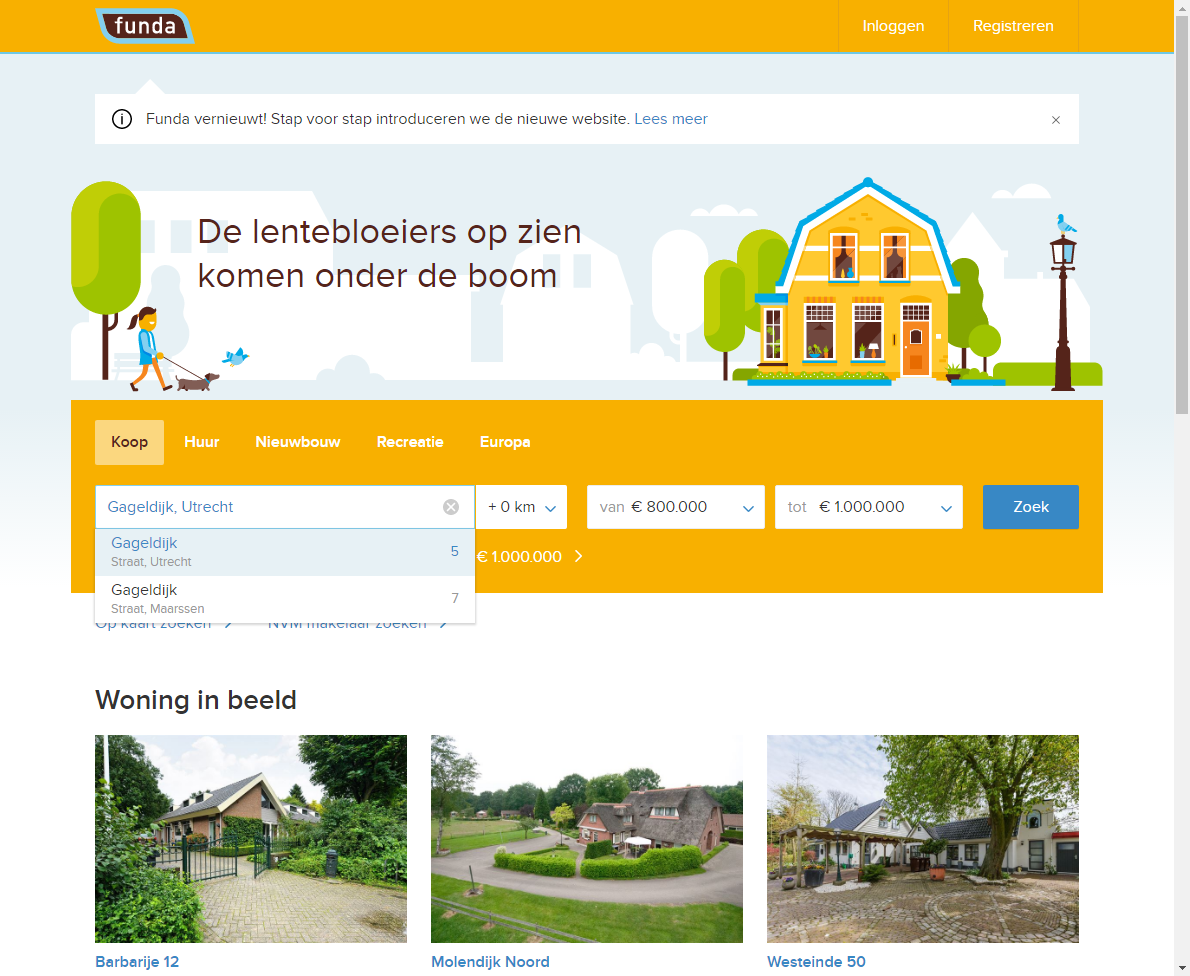 funda
Inloggen
Registreren
Funda vernieuwt! Stap voor stap introduceren we de nieuwe website. Lees meer
De lentebloeiers op zien
komen onder de boom
Koop
Huur
Nieuwbouw
Recreatie
Europa
Gageldijk, Utrecht
+ 0 km
van € 800.000
tot € 1.000.000
Zoek
Gageldijk
5
Straat, Utrecht
€ 1.000.000
Gageldijk
7
Straat, Maarssen
Op kaart zoeken
NVM makelaar zoeken
Woning in beeld
Barbarije 12
Molendijk Noord
Westeinde 50